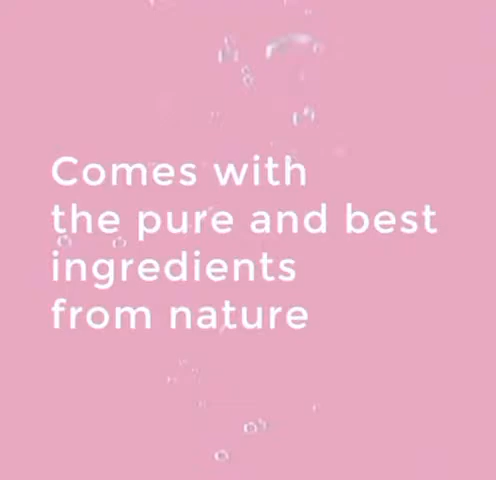 Comes with
the pure and best
ingredients
from nature